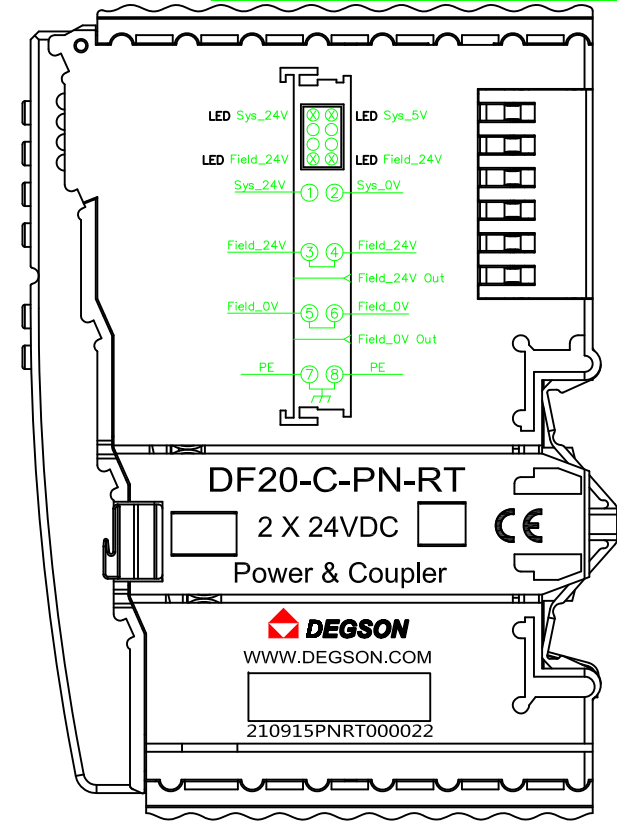 LED Sys_24V LED Sys_5V
LED Field_24V LED Field_24V
Sys_24V 1 2 Sys_0V
Field_24V 3 4 Field_24V
Field_24V Out
Field_0V 5 6 Field_0V
Field_0V Out
PE 7 8 PE
DF20-C-PN-RT
2 X 24VDC CE
Power & Coupler
DEGSON
WWW.DEGSON.COM
210915PNRT000022